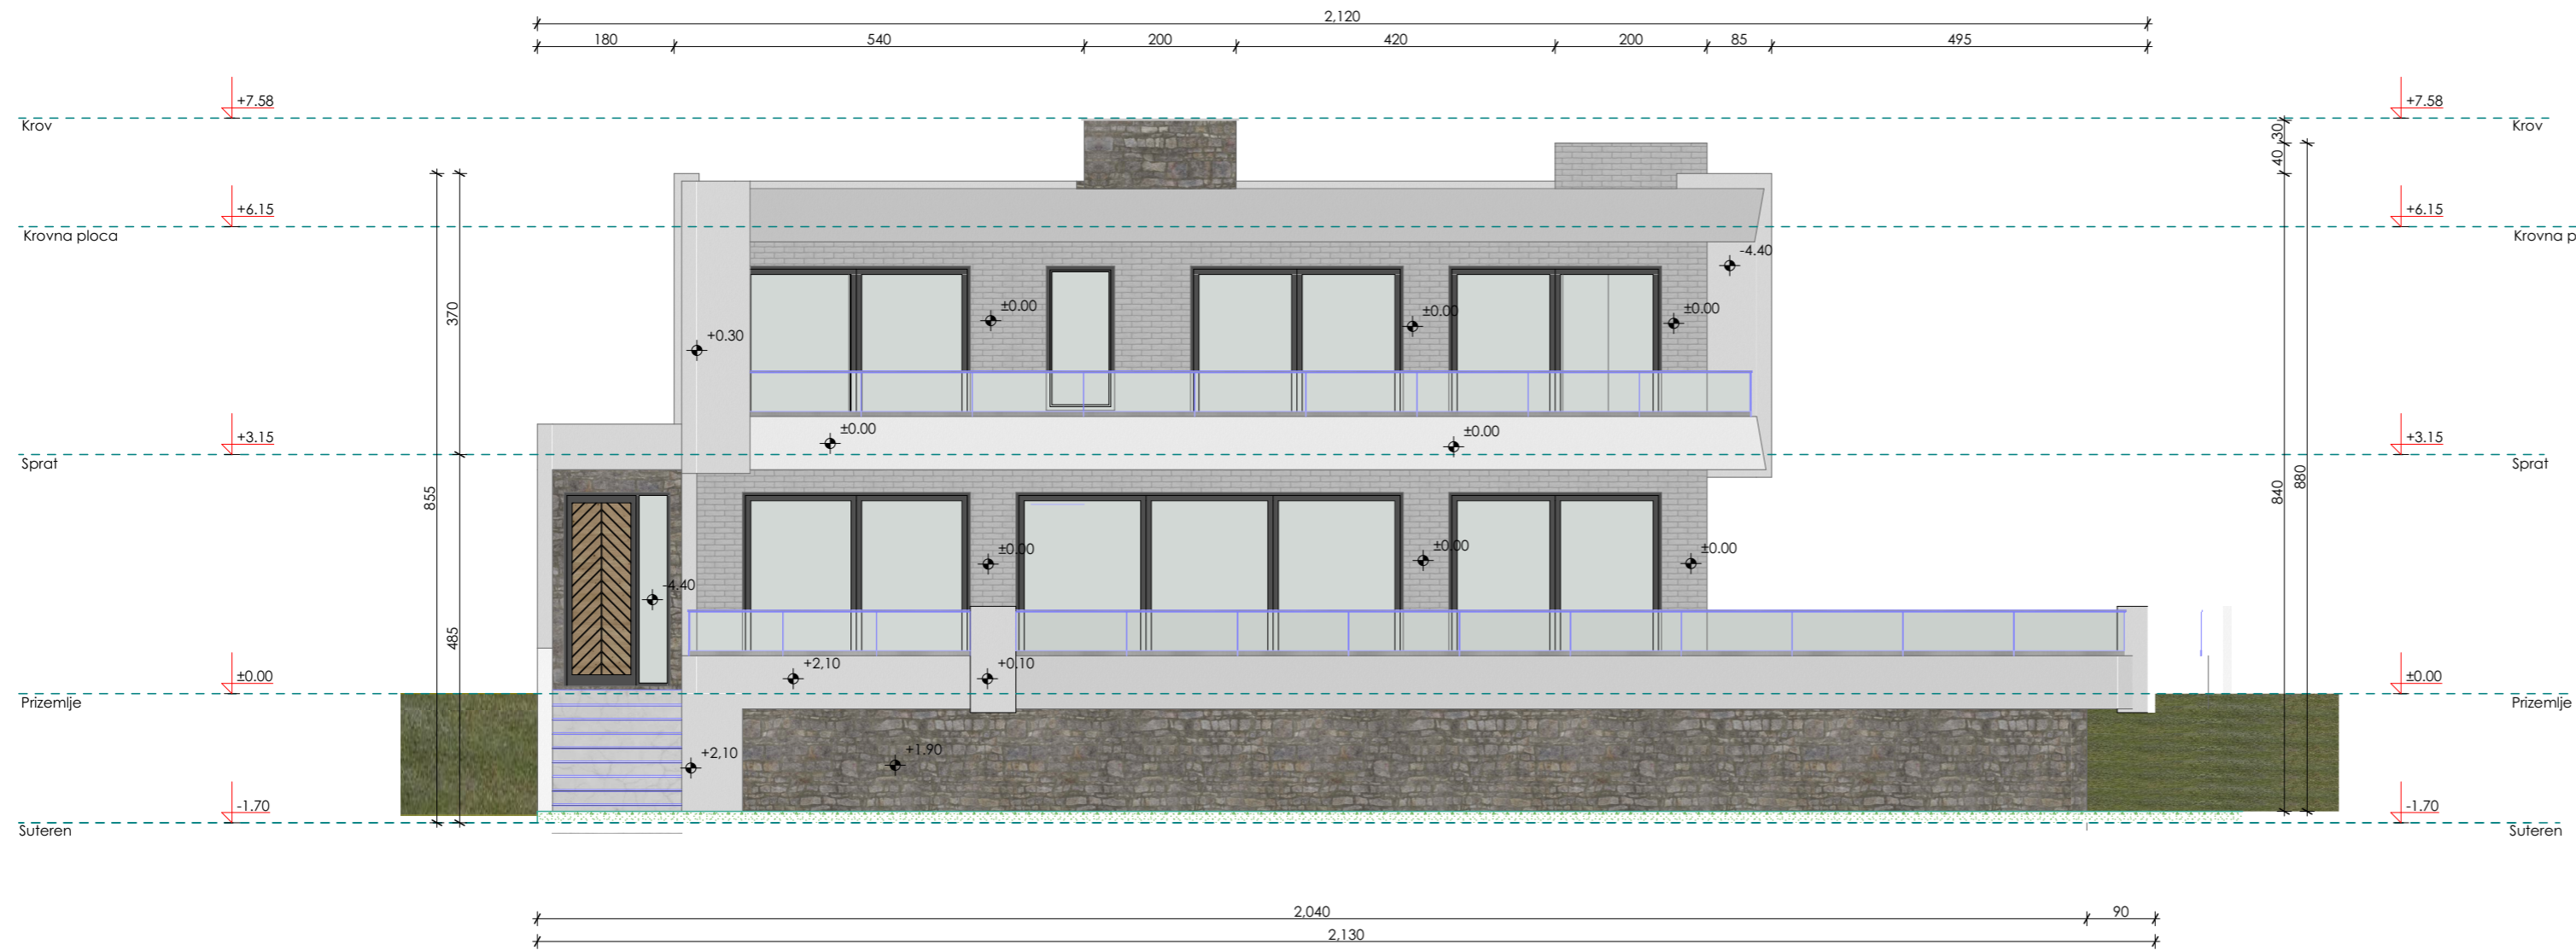 2,120
180 540 200 420 200 85 495
+7.58 +7.58
Krov Krov
30
40
+6.15 +6.15
Krovna ploca Krovna p
-4.40
±0.00 ±0.00 ±0.00
370
+0.30
+3.15 ±0.00 ±0.00 +3.15
Sprat Sprat
855 840 880
±0.00 ±0.00 ±0.00
-4.40
485
+2,10 +0.10
±0.00 ±0.00
Prizemlje Prizemlje
+2,10 +1.90
-1.70 -1.70
Suteren Suteren
2,040 90
2,130